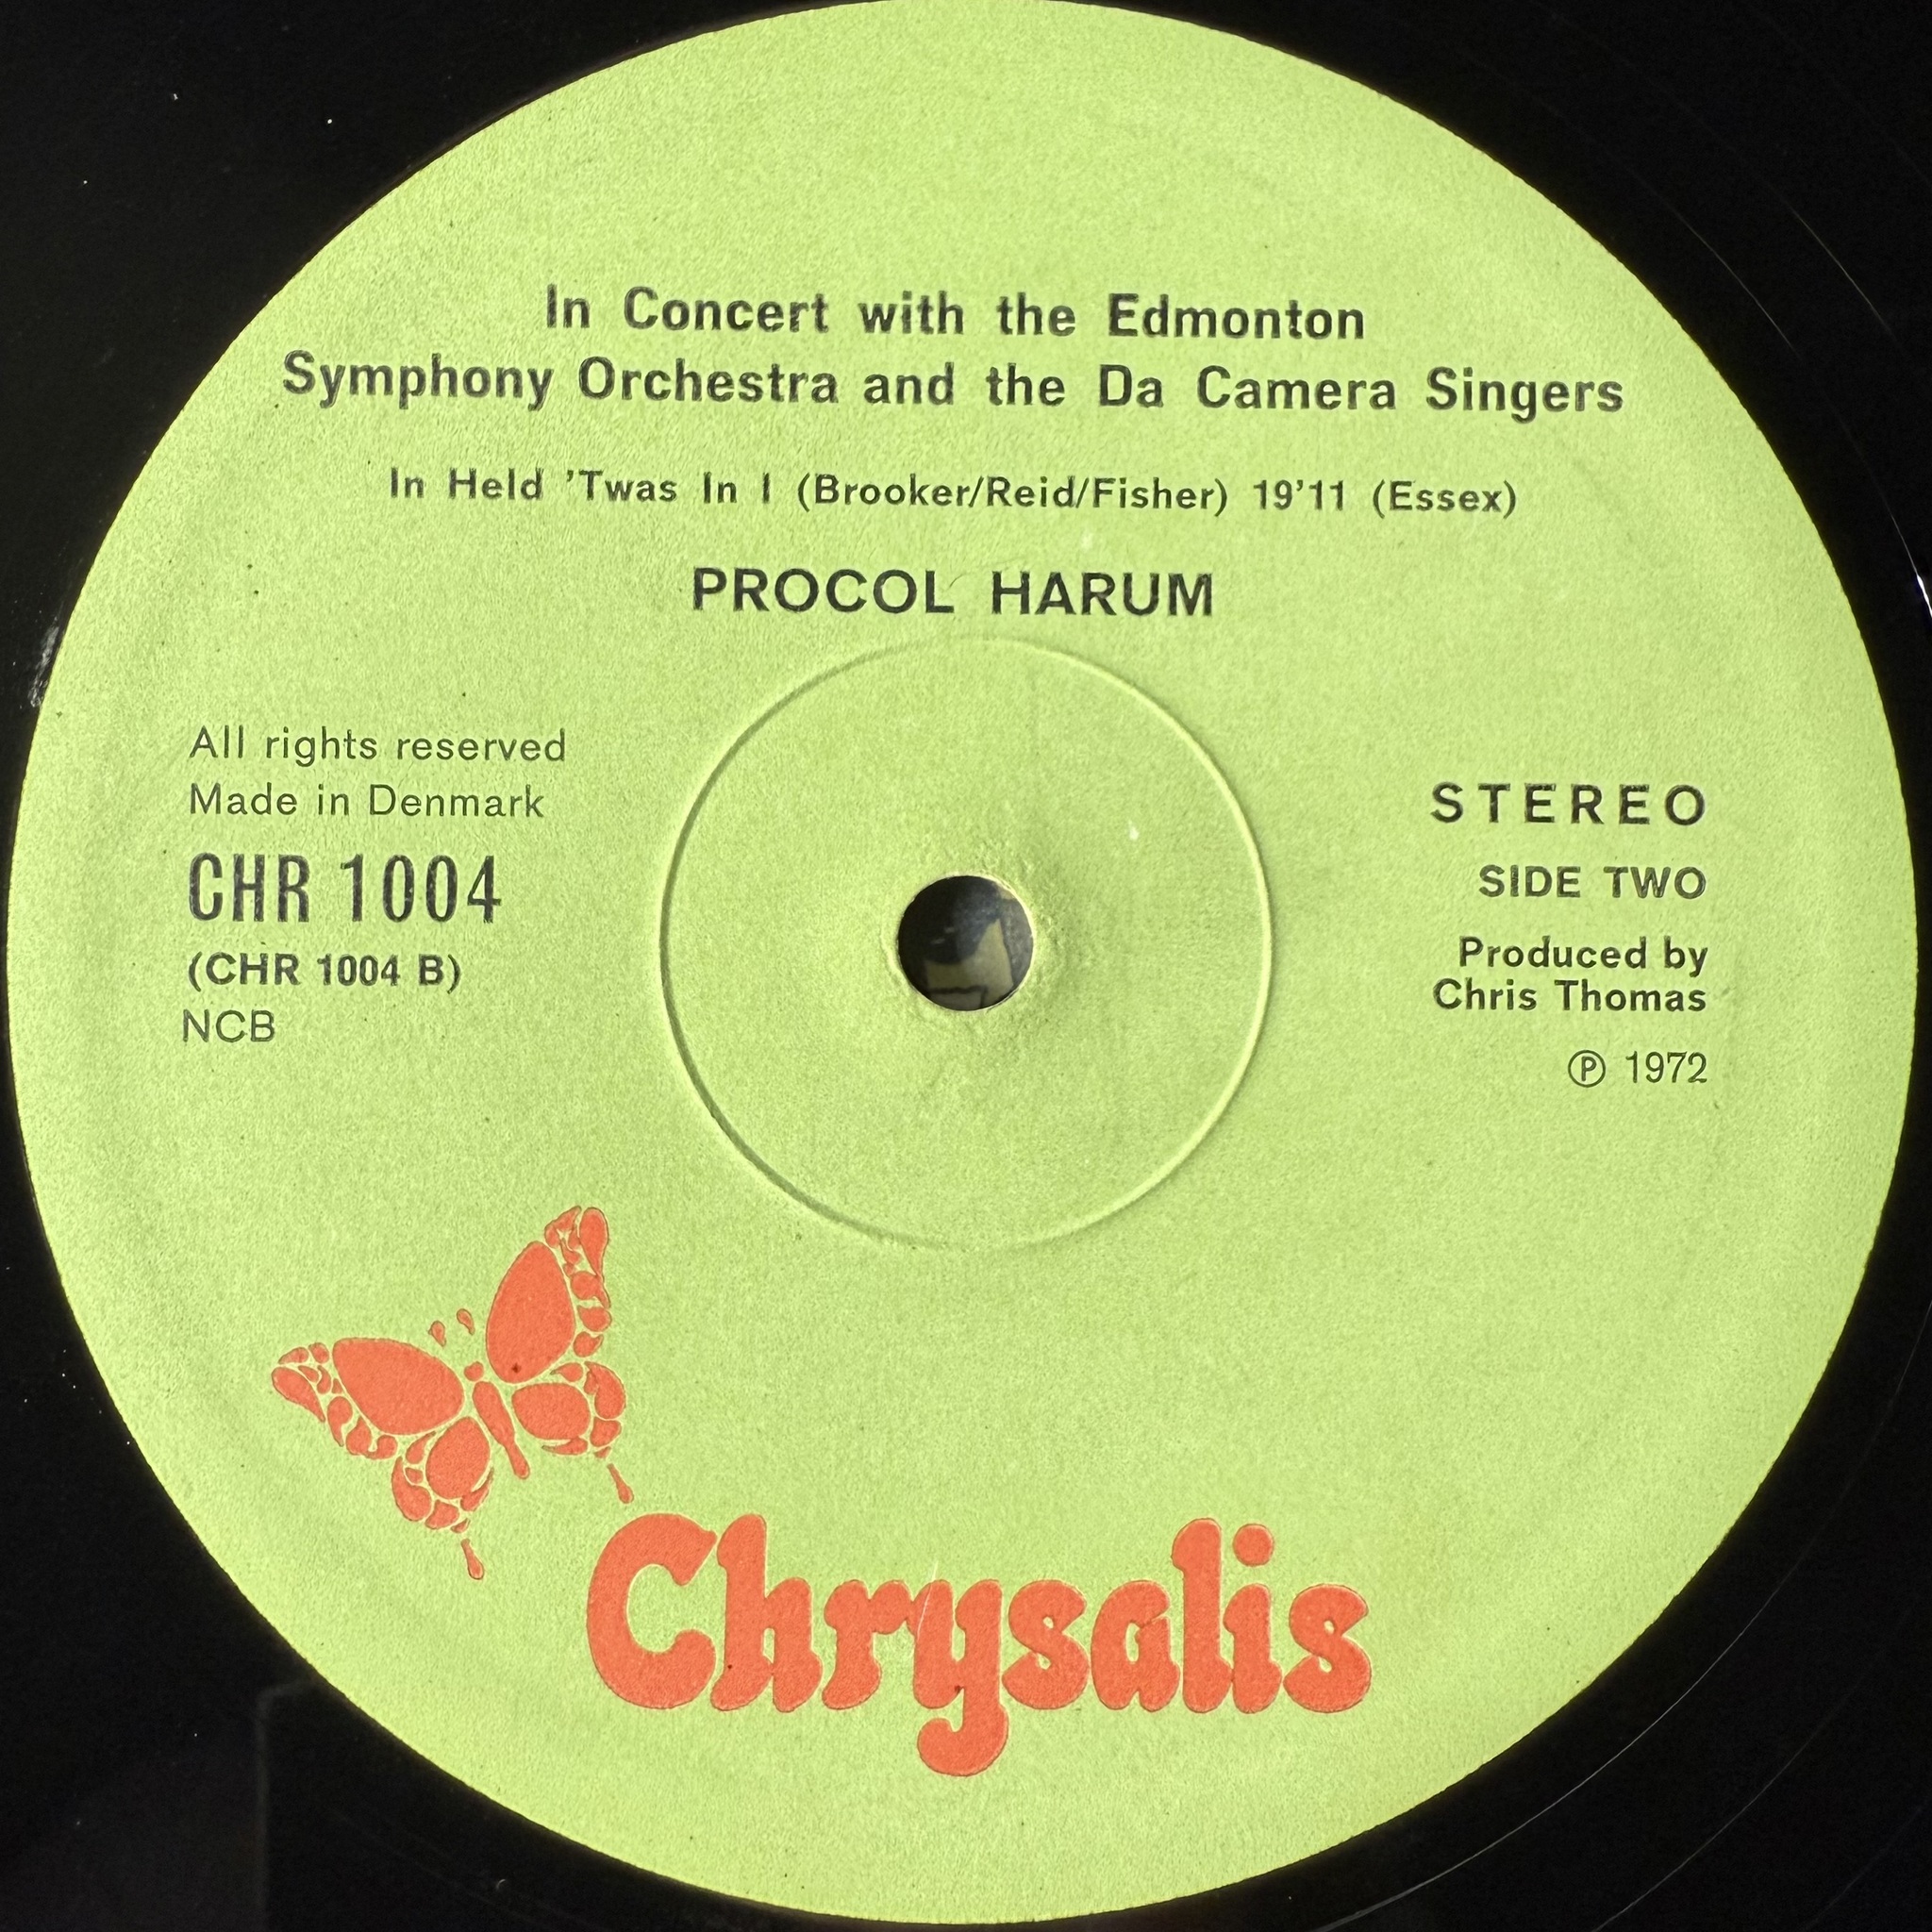 In Concert with the Edmonton
Symphony Orchestra and the Da Camera Singers
In Held ’Twas In I (Brooker/Reid/Fisher) 19’11 (Essex)
PROCOL HARUM
All rights reserved
Made in Denmark
CHR 1004
(CHR 1004 B)
NCB
STEREO
SIDE TWO
Produced by
Chris Thomas
℗ 1972
Chrysalis